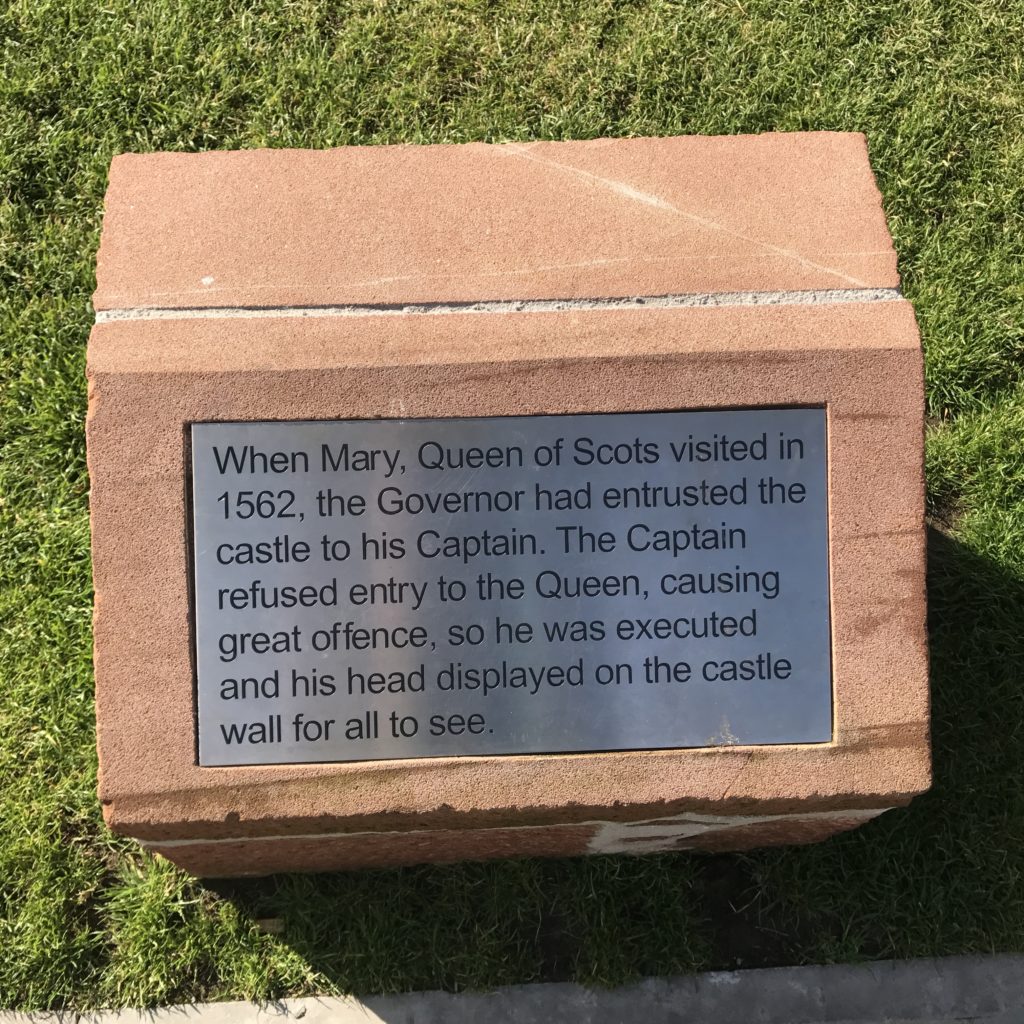 When Mary, Queen of Scots visited in
1562, the Governor had entrusted the
castle to his Captain. The Captain
refused entry to the Queen, causing
great offence, so he was executed
and his head displayed on the castle
wall for all to see.